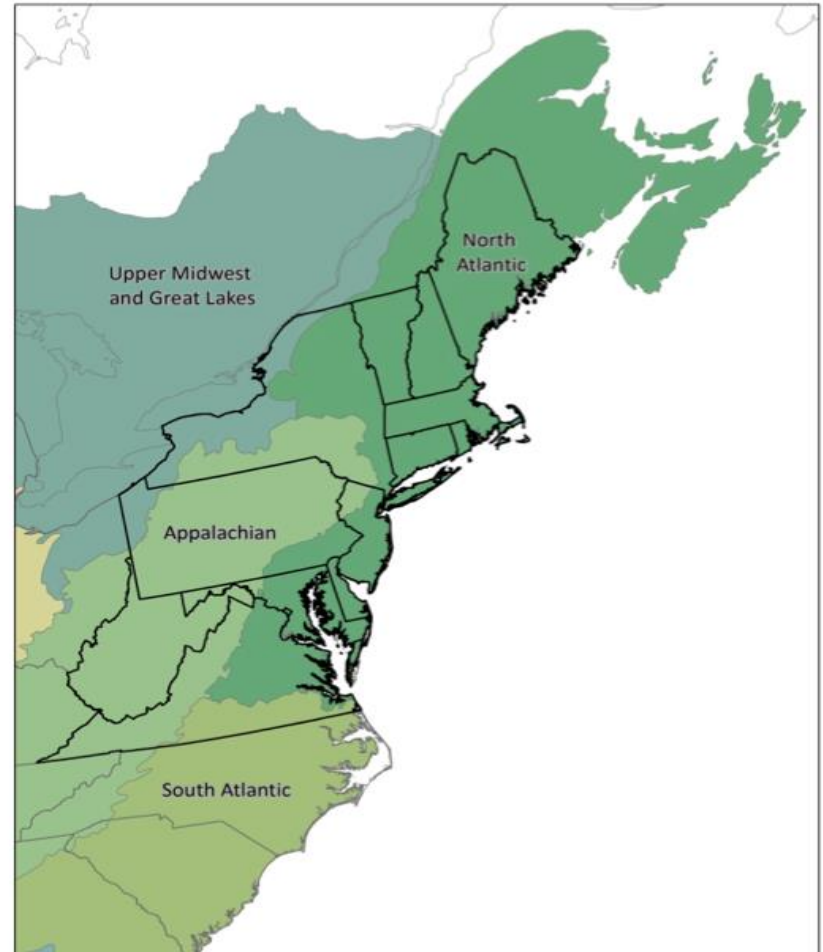 North
Atlantic
Upper Midwest
and Great Lakes
Appalachian
South Atlantic